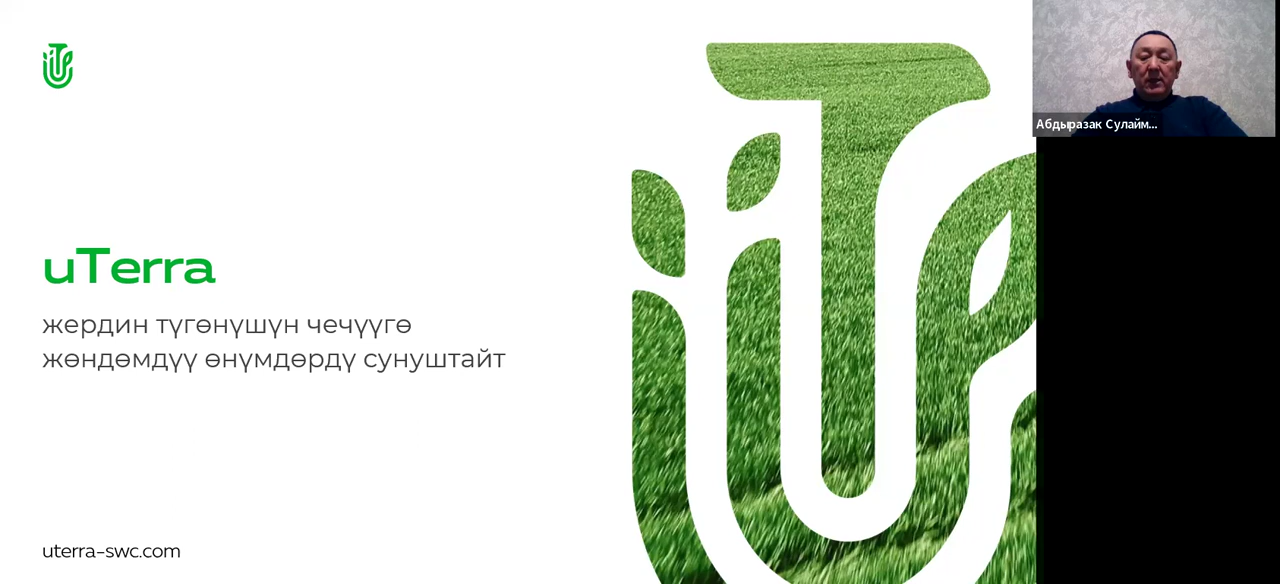 uTerra
жердин түгөнүшүн чечүүгө
жөндөмдүү өнүмдөрдү сунуштайт
uterra-swc.com
Абдыразак Сулайм...